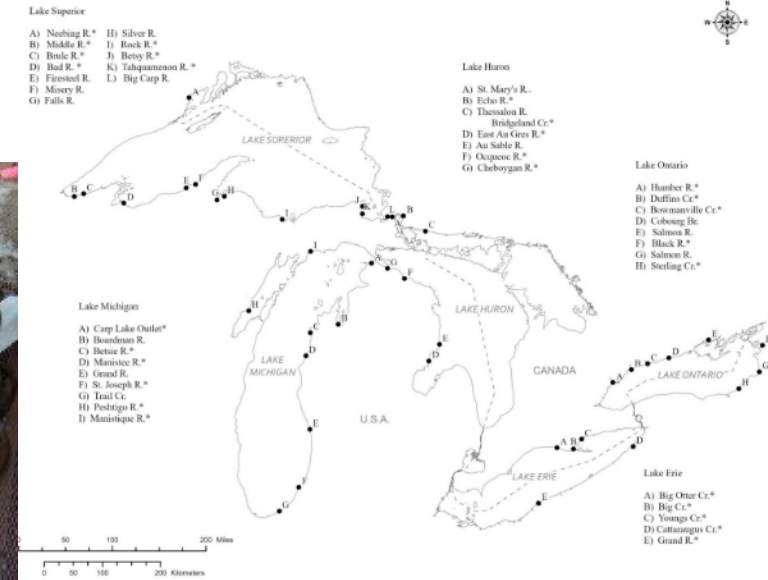 Lake Superior
A) Neebing R.* H) Silver R.
B) Middle R.* I) Rock R.*
C) Brule R.* J) Betsy R.*
D) Bad R. * K) Tahquamenon R. *
E) Firesteel R. L) Big Carp R.
F) Misery R.
G) Falls R.
N
W E
S
Lake Huron
A) St. Mary's R..
B) Echo R.*
C) Thessalon R.
Bridgeland Cr.*
D) East Au Gres R.*
E) Au Sable R.
F) Ocqueoc R.*
G) Cheboygan R.*
Lake Ontario
A) Humber R.*
B) Duffins Cr.*
C) Bowmanville Cr.*
D) Cobourg Br.
E) Salmon R.
F) Black R.*
G) Salmon R.
H) Sterling Cr.*
A
LAKE SUPERIOR
B C D E F G H I J K L A B C
I A G F
H
B
C
D
LAKE HURON
E
D
LAKE MICHIGAN
CANADA
U.S.A.
E
F
G
A B C D E
LAKE ONTARIO
G
H
A B C
D
LAKE ERIE
E
Lake Michigan
A) Carp Lake Outlet*
B) Boardman R.
C) Betsie R.*
D) Manistee R.*
E) Grand R.
F) St. Joseph R.*
G) Trail Cr.
H) Peshtigo R.*
I) Manistique R.*
Lake Erie
A) Big Otter Cr.*
B) Big Cr.*
C) Youngs Cr.*
D) Cattaraugus Cr.*
E) Grand R.*
50 100 200 Miles
0 50 100 200 Kilometers